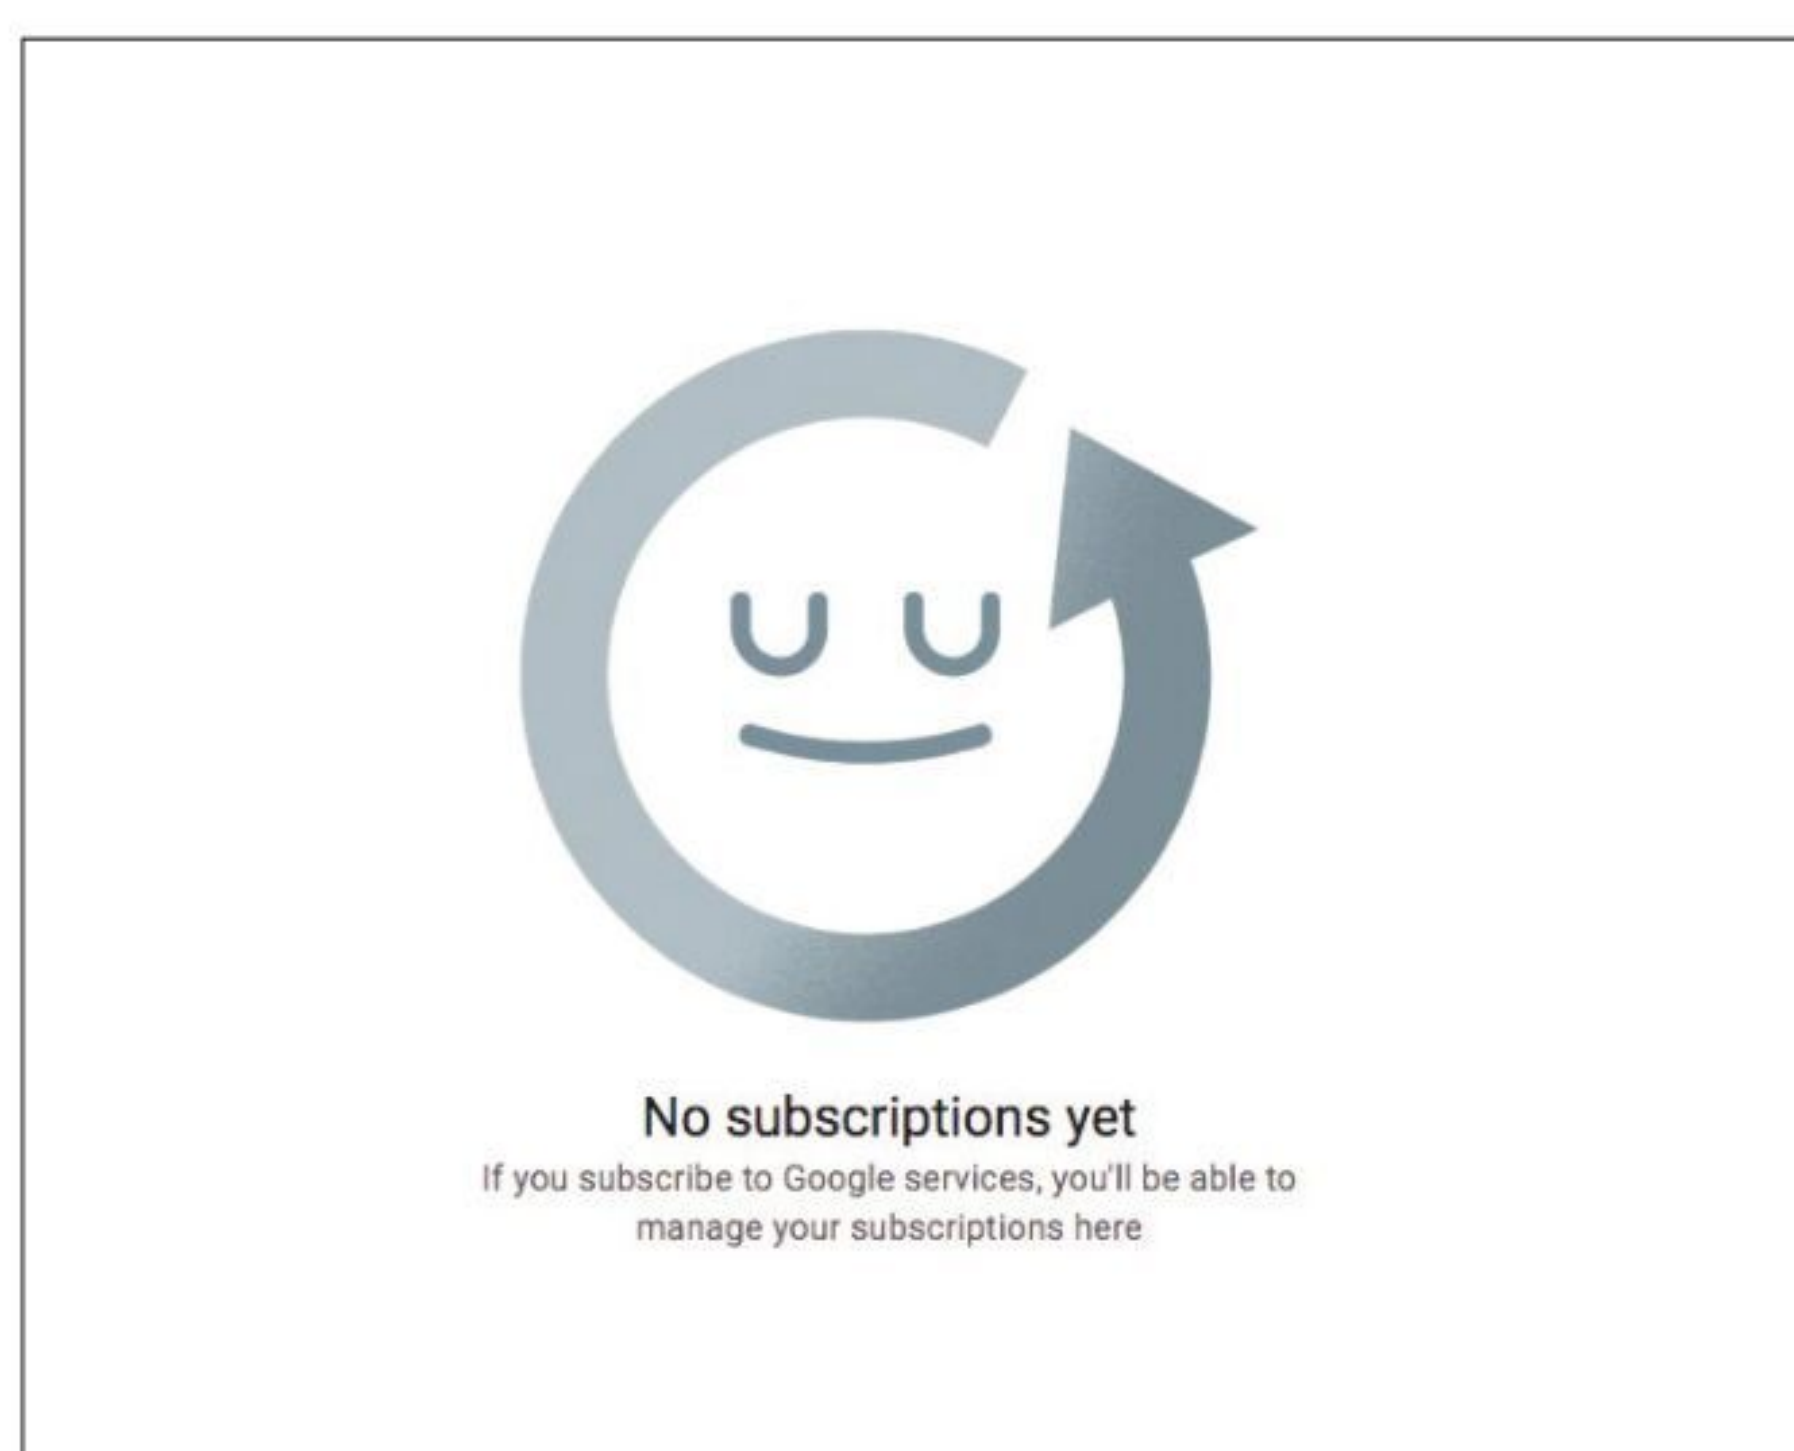 No subscriptions yet
If you subscribe to Google services, you'll be able to
manage your subscriptions here